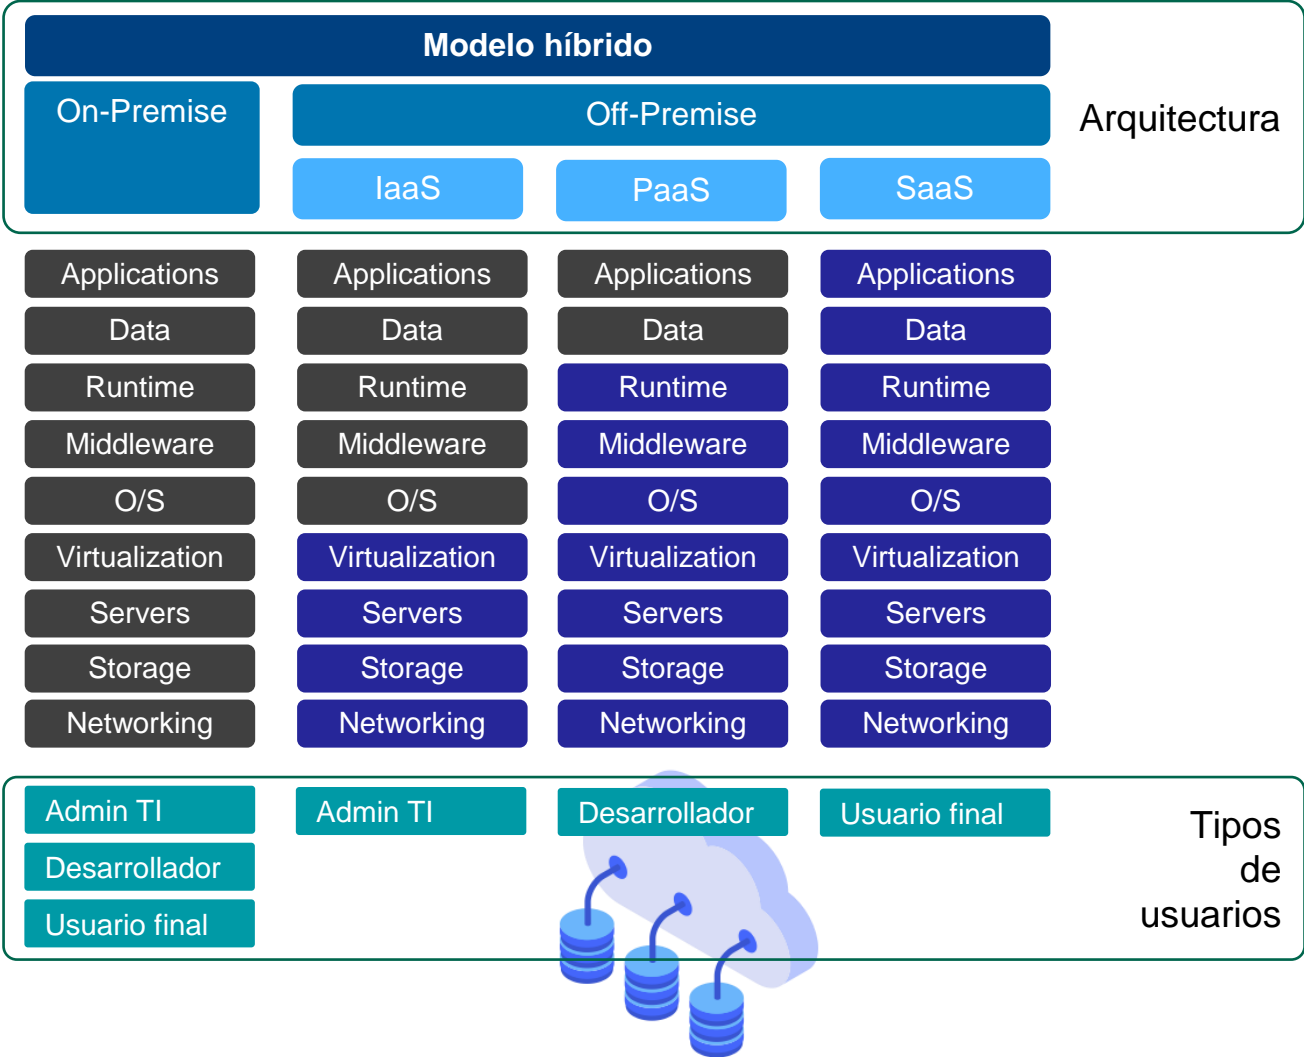 Modelo híbrido
On-Premise
Off-Premise
Arquitectura
IaaS
PaaS
SaaS
Applications
Applications
Applications
Applications
Data
Data
Data
Data
Runtime
Runtime
Runtime
Runtime
Middleware
Middleware
Middleware
Middleware
O/S
O/S
O/S
O/S
Virtualization
Virtualization
Virtualization
Virtualization
Servers
Servers
Servers
Servers
Storage
Storage
Storage
Storage
Networking
Networking
Networking
Networking
Admin TI
Admin TI
Desarrollador
Usuario final
Desarrollador
Usuario final
Tipos
de
usuarios